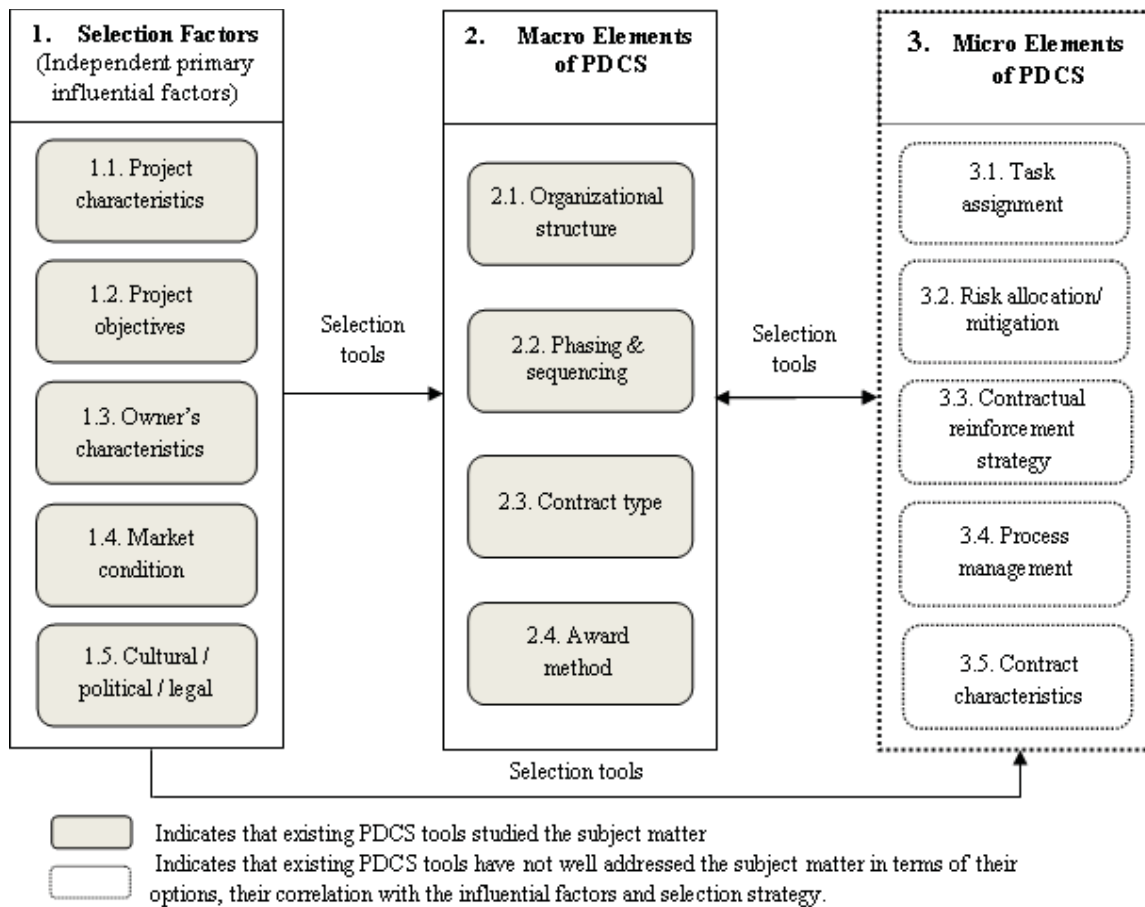 1. Selection Factors
(Independent primary
influential factors)
1.1. Project
characteristics
1.2. Project
objectives
1.3. Owner's
characteristics
1.4. Market
condition
1.5. Cultural /
political / legal
Selection
tools
2. Macro Elements
of PDCS
2.1. Organizational
structure
2.2. Phasing &
sequencing
2.3. Contract type
2.4. Award
method
Selection
tools
3. Micro Elements
of PDCS
3.1. Task
assignment
3.2. Risk allocation/
mitigation
3.3. Contractual
reinforcement
strategy
3.4. Process
management
3.5. Contract
characteristics
Selection tools
Indicates that existing PDCS tools studied the subject matter
Indicates that existing PDCS tools have not well addressed the subject matter in terms of their
options, their correlation with the influential factors and selection strategy.